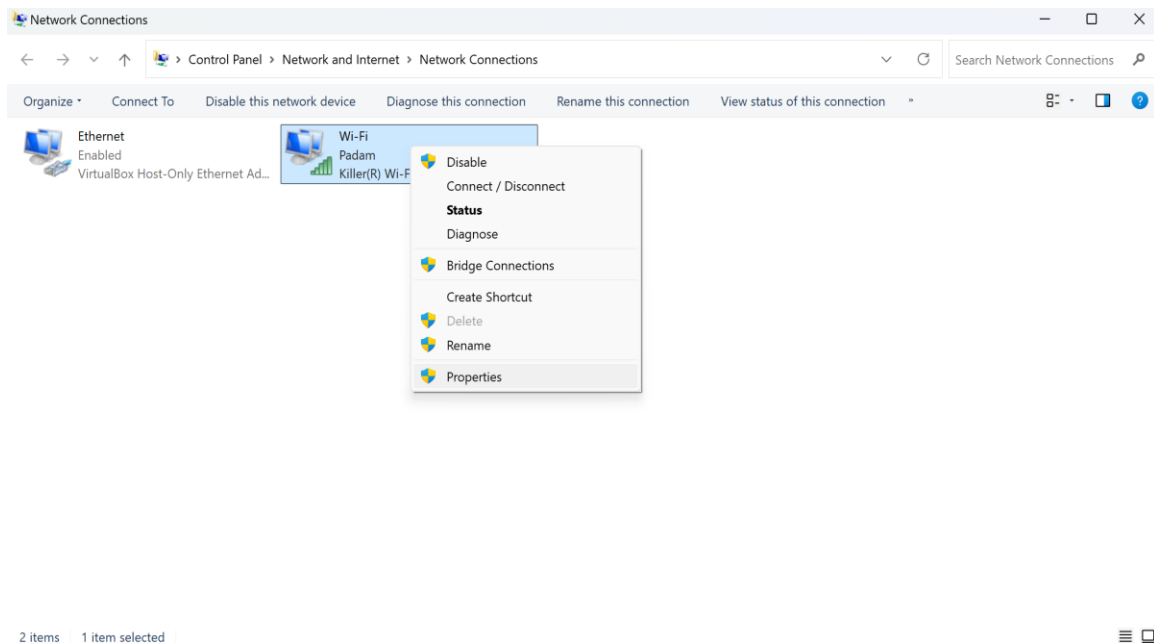 Network Connections
Control Panel > Network and Internet > Network Connections
Search Network Connections
Organize
Connect To
Disable this network device
Diagnose this connection
Rename this connection
View status of this connection
»
Ethernet
Enabled
VirtualBox Host-Only Ethernet Ad...
Wi-Fi
Padam
Killer(R) Wi-F
Disable
Connect / Disconnect
Status
Diagnose
Bridge Connections
Create Shortcut
Delete
Rename
Properties
2 items
1 item selected